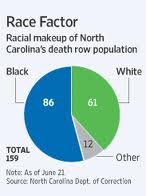 Race Factor
Racial makeup of North
Carolina's death row population
Black
White
86
61
12
TOTAL
159
Other
Note: As of June 21
Source: North Carolina Dept. of Correction